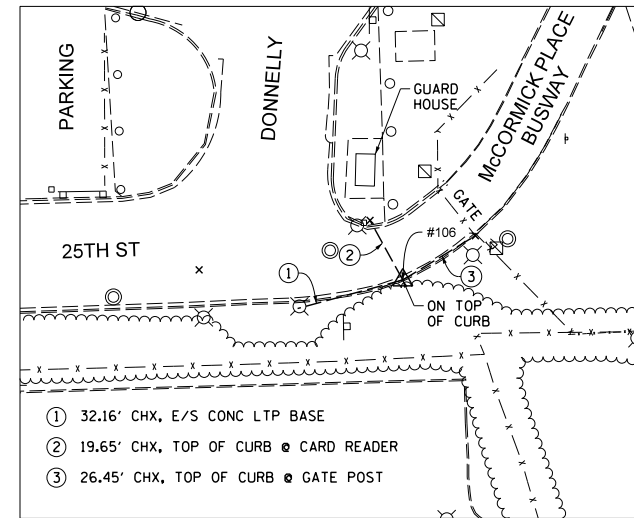 PARKING
DONNELLY
GUARD
HOUSE
McCORMICK PLACE
BUSWAY
GATE
#106
25TH ST
1
2
3
ON TOP
OF CURB
1 32.16' CHX, E/S CONC LTP BASE
2 19.65' CHX, TOP OF CURB @ CARD READER
3 26.45' CHX, TOP OF CURB @ GATE POST